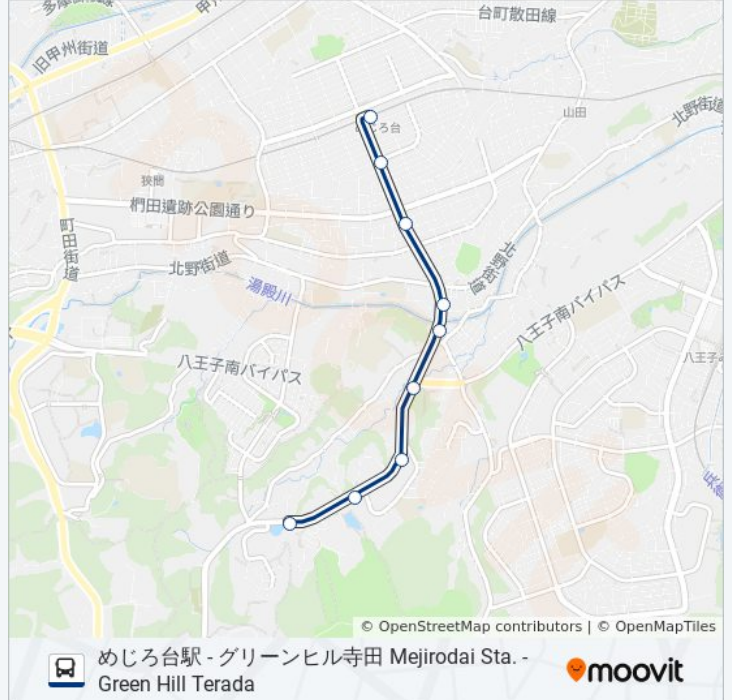 台町散田線
旧甲州街道
山田
北野街道
めじろ台
狭間
椚田遺跡公園通り
町田街道
北野街道
北野街道
湯殿川
八王子南バイパス
八王子南バイパス
八王子み
© OpenStreetMap contributors | © OpenMapTiles
めじろ台駅 - グリーンヒル寺田 Mejirodai Sta. -
Green Hill Terada
moovit